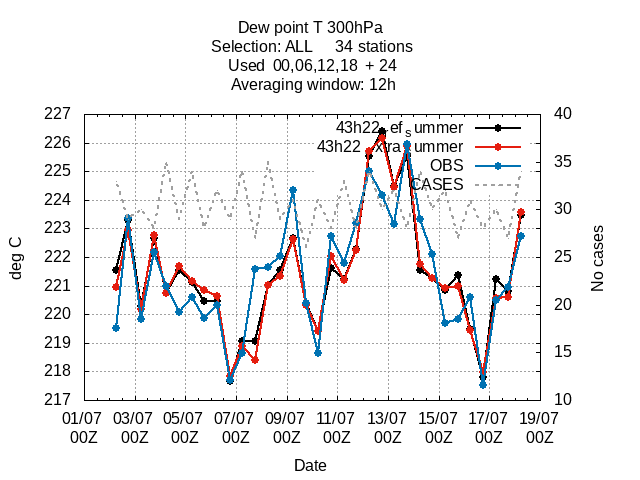 Dew point T 300hPa
Selection: ALL 34 stations
Used 00,06,12,18 + 24
Averaging window: 12h
227
226
225
224
223
222
221
220
219
218
217
40
35
30
25
20
15
10
deg C
No cases
OBS
CASES
01/07 03/07 05/07 07/07 09/07 11/07 13/07 15/07 17/07 19/07
00Z 00Z 00Z 00Z 00Z 00Z 00Z 00Z 00Z 00Z
Date